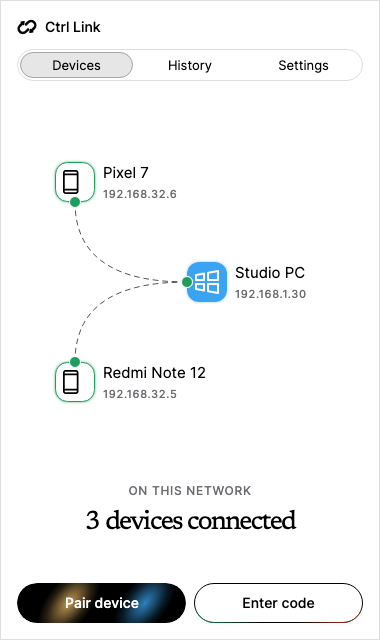 Ctrl Link
Devices
History
Settings
Pixel 7
192.168.32.6
Studio PC
192.168.1.30
Redmi Note 12
192.168.32.5
ON THIS NETWORK
3 devices connected
Pair device
Enter code